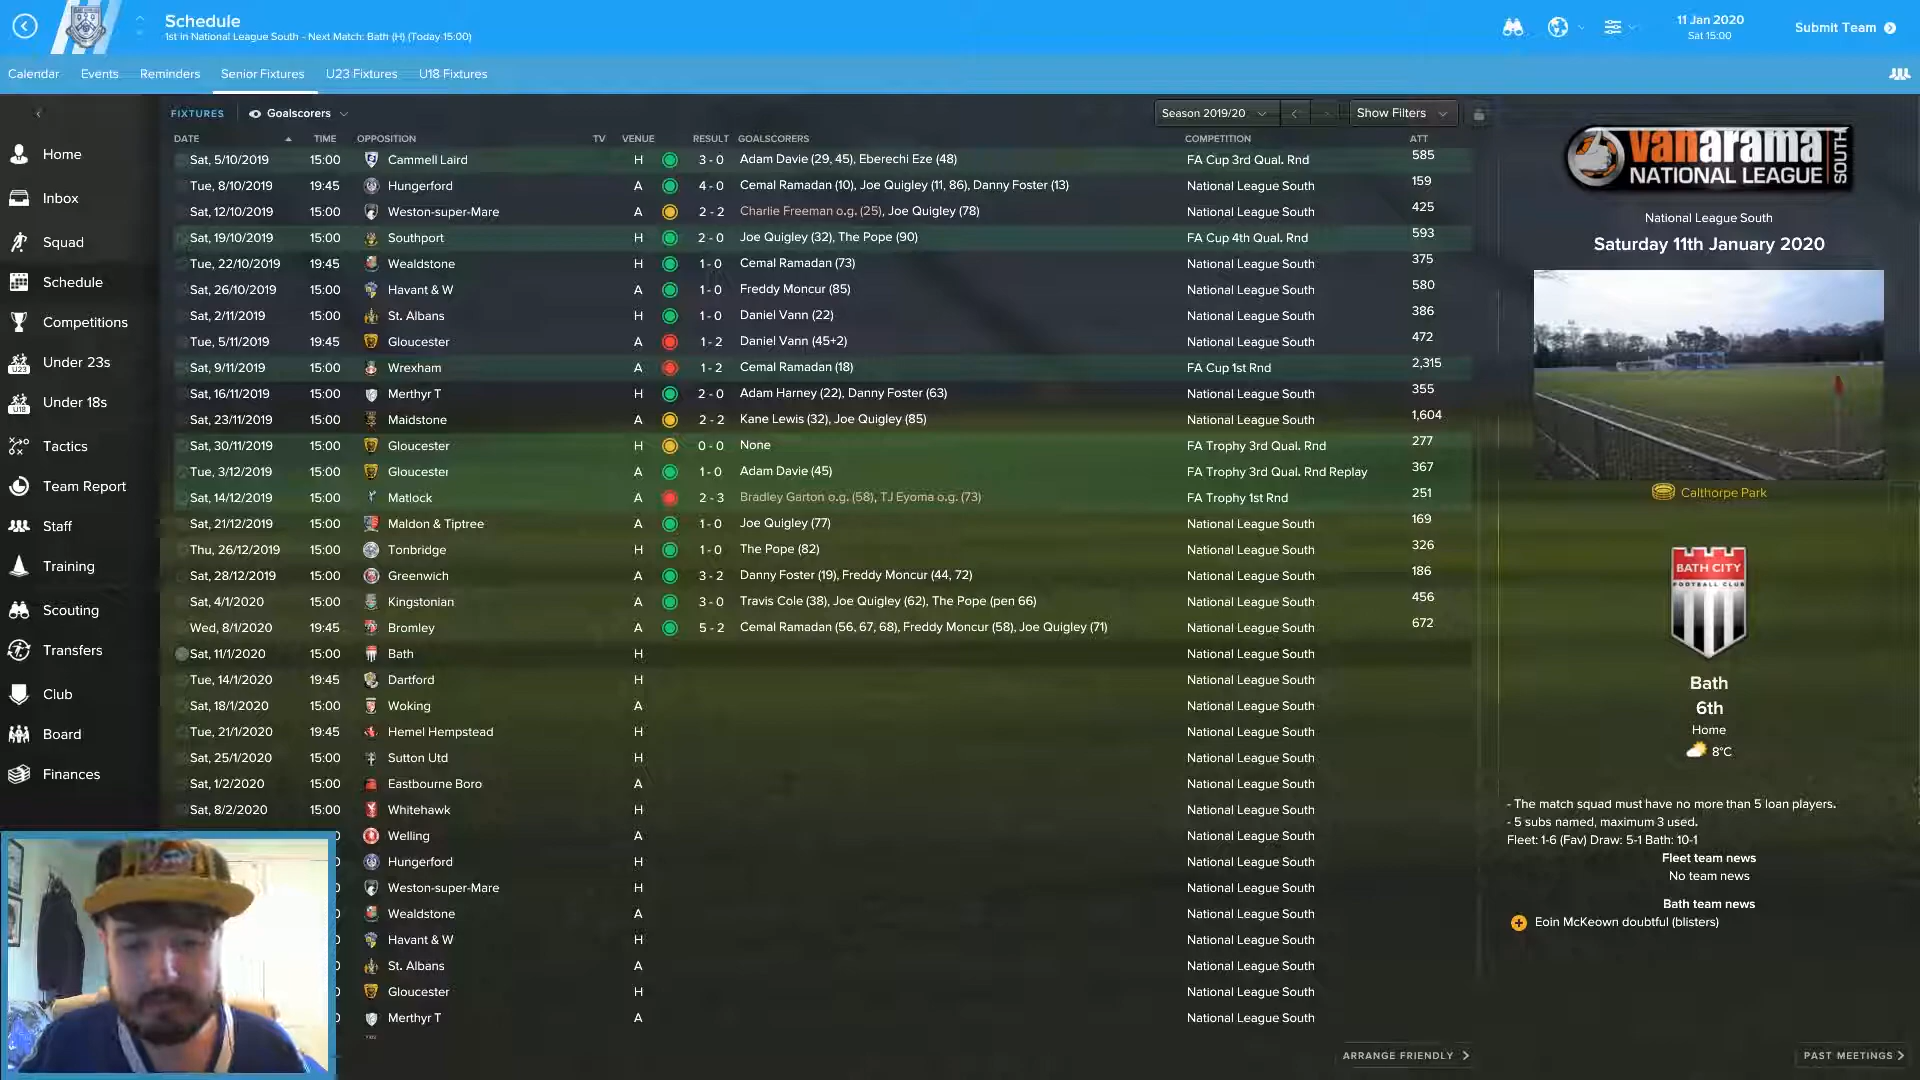 Schedule
1st in National League South - Next Match: Bath (H) (Today 15:00)
11 Jan 2020
Sat 15:00
Submit Team
Calendar Events Reminders Senior Fixtures U23 Fixtures U18 Fixtures
Home
Inbox
Squad
Schedule
Competitions
Under 23s
Under 18s
Tactics
Team Report
Staff
Training
Scouting
Transfers
Club
Board
Finances
FIXTURES Goalscorers Season 2019/20 Show Filters
DATE TIME OPPOSITION TV VENUE RESULT GOALSCORERS COMPETITION ATT
Sat, 5/10/2019 15:00 Cammell Laird H 3 - 0 Adam Davie (29, 45), Eberechi Eze (48) FA Cup 3rd Qual. Rnd 585
Tue, 8/10/2019 19:45 Hungerford A 4 - 0 Cemal Ramadan (10), Joe Quigley (11, 86), Danny Foster (13) National League South 159
Sat, 12/10/2019 15:00 Weston-super-Mare A 2 - 2 Charlie Freeman o.g. (25), Joe Quigley (78) National League South 425
Sat, 19/10/2019 15:00 Southport H 2 - 0 Joe Quigley (32), The Pope (90) FA Cup 4th Qual. Rnd 593
Tue, 22/10/2019 19:45 Wealdstone H 1 - 0 Cemal Ramadan (73) National League South 375
Sat, 26/10/2019 15:00 Havant & W A 1 - 0 Freddy Moncur (85) National League South 580
Sat, 2/11/2019 15:00 St. Albans H 1 - 0 Daniel Vann (22) National League South 386
Tue, 5/11/2019 19:45 Gloucester A 1 - 2 Daniel Vann (45+2) National League South 472
Sat, 9/11/2019 15:00 Wrexham A 1 - 2 Cemal Ramadan (18) FA Cup 1st Rnd 2,315
Sat, 16/11/2019 15:00 Merthyr T H 2 - 0 Adam Harney (22), Danny Foster (63) National League South 355
Sat, 23/11/2019 15:00 Maidstone A 2 - 2 Kane Lewis (32), Joe Quigley (85) National League South 1,604
Sat, 30/11/2019 15:00 Gloucester H 0 - 0 None FA Trophy 3rd Qual. Rnd 277
Tue, 3/12/2019 15:00 Gloucester A 1 - 0 Adam Davie (45) FA Trophy 3rd Qual. Rnd Replay 367
Sat, 14/12/2019 15:00 Matlock A 2 - 3 Bradley Garton o.g. (58), TJ Eyoma o.g. (73) FA Trophy 1st Rnd 251
Sat, 21/12/2019 15:00 Maldon & Tiptree A 1 - 0 Joe Quigley (77) National League South 169
Thu, 26/12/2019 15:00 Tonbridge H 1 - 0 The Pope (82) National League South 326
Sat, 28/12/2019 15:00 Greenwich A 3 - 2 Danny Foster (19), Freddy Moncur (44, 72) National League South 186
Sat, 4/1/2020 15:00 Kingstonian A 3 - 0 Travis Cole (38), Joe Quigley (62), The Pope (pen 66) National League South 456
Wed, 8/1/2020 19:45 Bromley A 5 - 2 Cemal Ramadan (56, 67, 68), Freddy Moncur (58), Joe Quigley (71) National League South 672
Sat, 11/1/2020 15:00 Bath H National League South
Tue, 14/1/2020 19:45 Dartford H National League South
Sat, 18/1/2020 15:00 Woking A National League South
Tue, 21/1/2020 19:45 Hemel Hempstead H National League South
Sat, 25/1/2020 15:00 Sutton Utd H National League South
Sat, 1/2/2020 15:00 Eastbourne Boro A National League South
Sat, 8/2/2020 15:00 Whitehawk H National League South
Welling A National League South
Hungerford H National League South
Weston-super-Mare H National League South
Wealdstone A National League South
Havant & W H National League South
St. Albans A National League South
Gloucester H National League South
Merthyr T A National League South
ARRANGE FRIENDLY
vanarama
NATIONAL LEAGUE SOUTH
National League South
Saturday 11th January 2020
Calthorpe Park
BATH CITY
FOOTBALL CLUB
Bath
6th
Home
8°C
- The match squad must have no more than 5 loan players.
- 5 subs named, maximum 3 used.
Fleet: 1-6 (Fav) Draw: 5-1 Bath: 10-1
Fleet team news
No team news
Bath team news
Eoin McKeown doubtful (blisters)
PAST MEETINGS